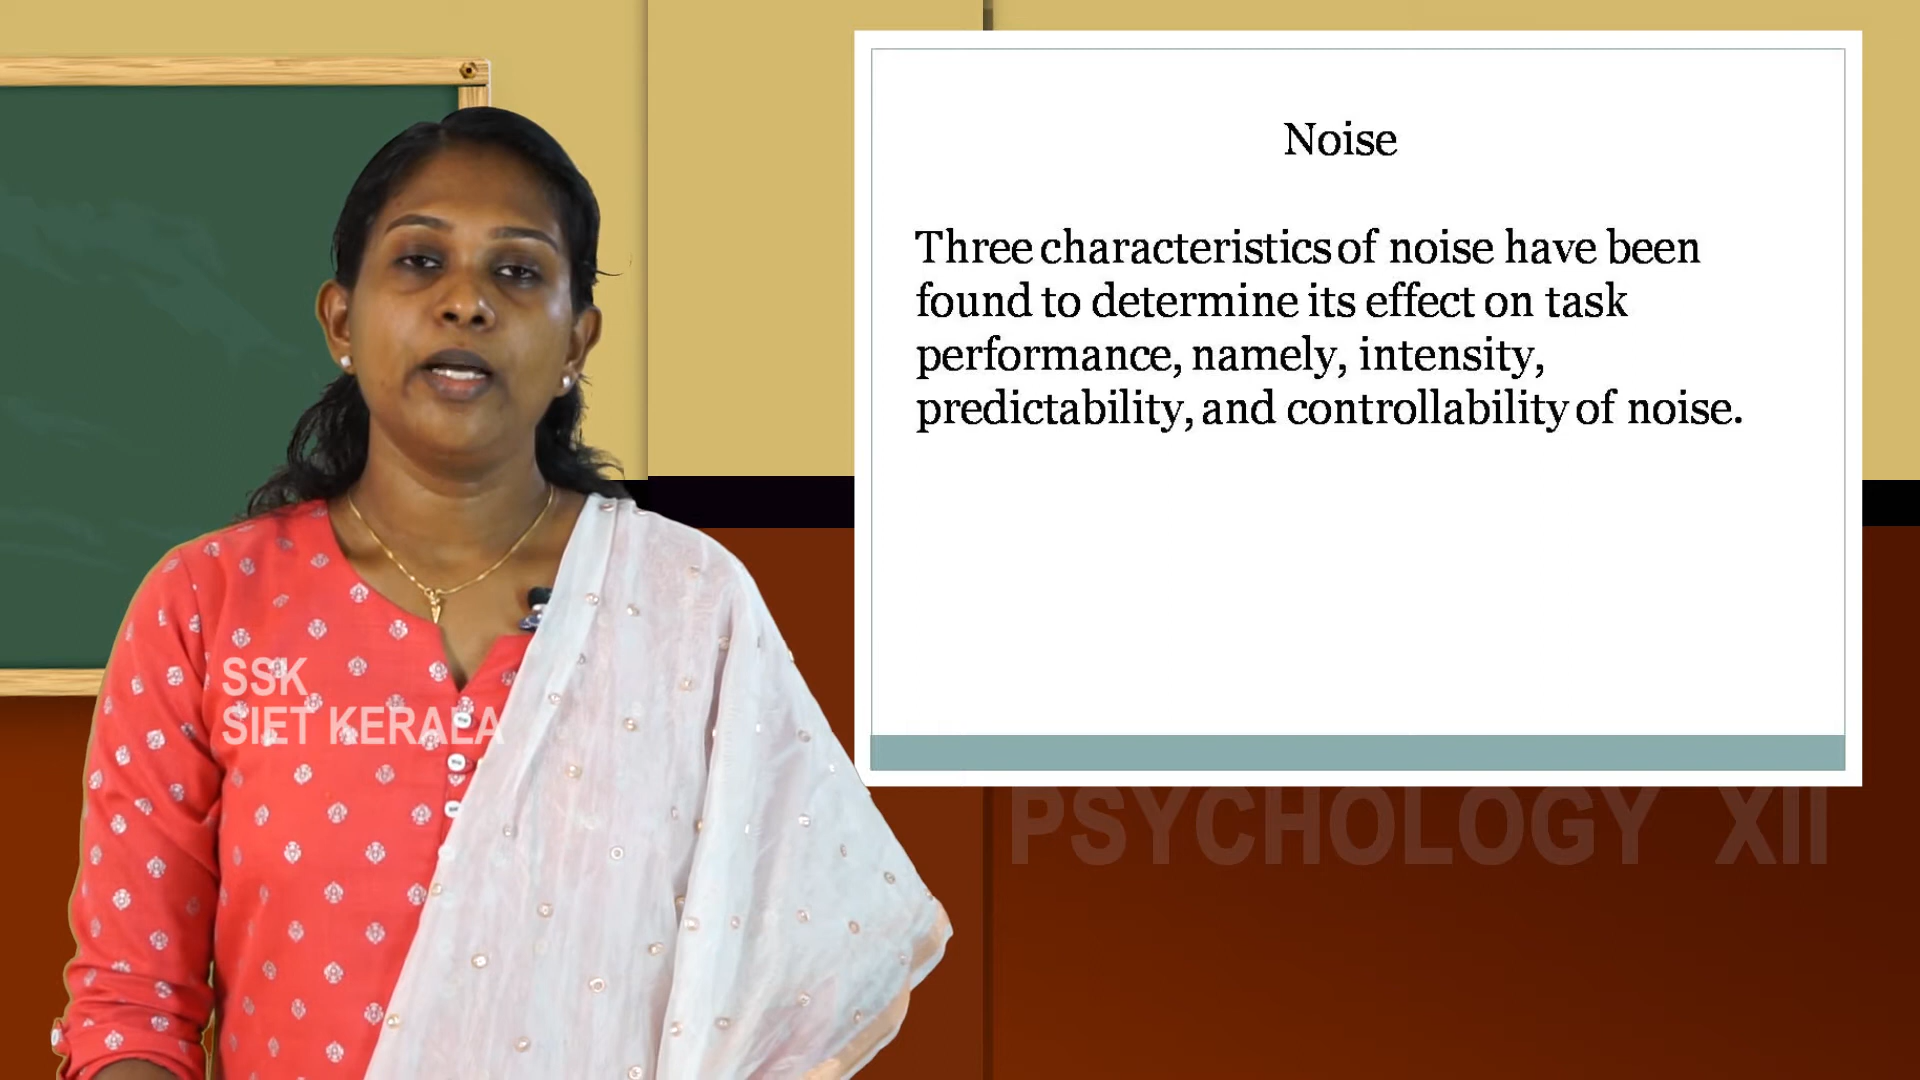 Noise
Three characteristics of noise have been
found to determine its effect on task
performance, namely, intensity,
predictability, and controllability of noise.
SSK
SIET KERALA
PSYCHOLOGY XII